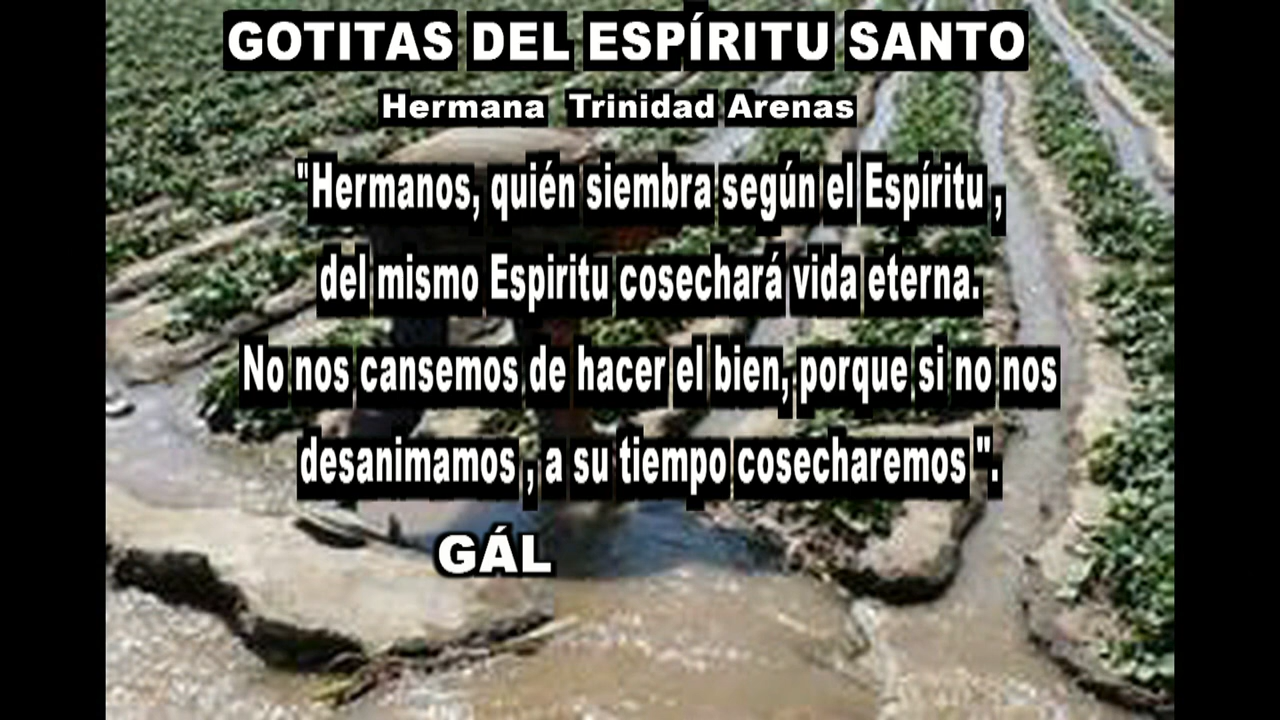 GOTITAS DEL ESPÍRITU SANTO
Hermana Trinidad Arenas
"Hermanos, quién siembra según el Espíritu ,
del mismo Espiritu cosechará vida eterna.
No nos cansemos de hacer el bien, porque si no nos
desanimamos , a su tiempo cosecharemos ".
GÁL